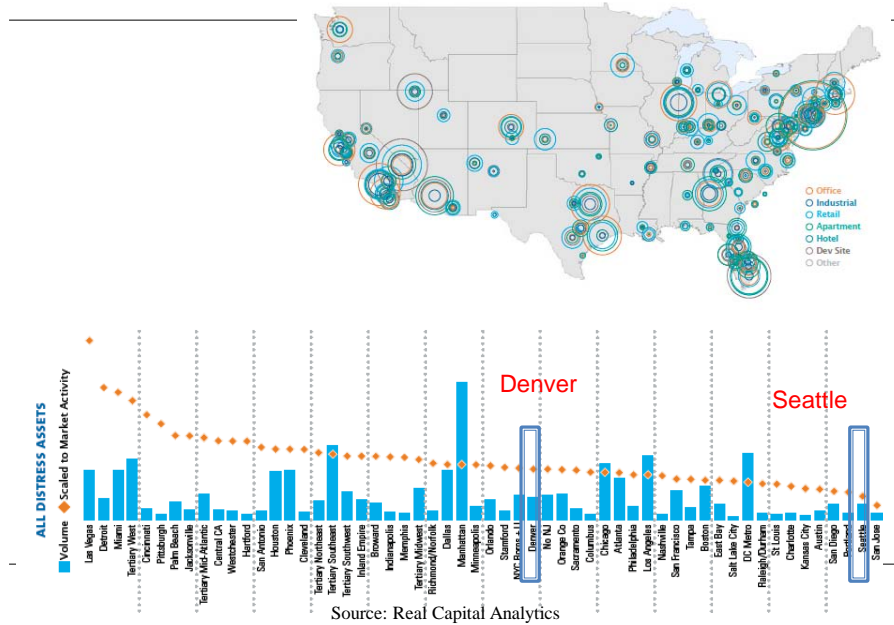 Office
Industrial
Retail
Apartment
Hotel
Dev Site
Other
Denver
Seattle
ALL DISTRESS ASSETS
Volume Scaled to Market Activity
Las Vegas
Detroit
Miami
Tertiary West
Cincinnati
Pittsburgh
Palm Beach
Jacksonville
Tertiary Mid-Atlantic
Central CA
Westchester
Hartford
San Antonio
Houston
Phoenix
Cleveland
Tertiary Northeast
Tertiary Southeast
Tertiary Southwest
Inland Empire
Broward
Indianapolis
Memphis
Tertiary Midwest
Richmond/Norfolk
Dallas
Manhattan
Minneapolis
Orlando
Stamford
NYC Boros + LI
Denver
No NJ
Orange Co
Sacramento
Columbus
Chicago
Atlanta
Philadelphia
Los Angeles
Nashville
San Francisco
Tampa
Boston
East Bay
Salt Lake City
DC Metro
Raleigh/Durham
St Louis
Charlotte
Kansas City
Austin
San Diego
Portland
Seattle
San Jose
Source: Real Capital Analytics